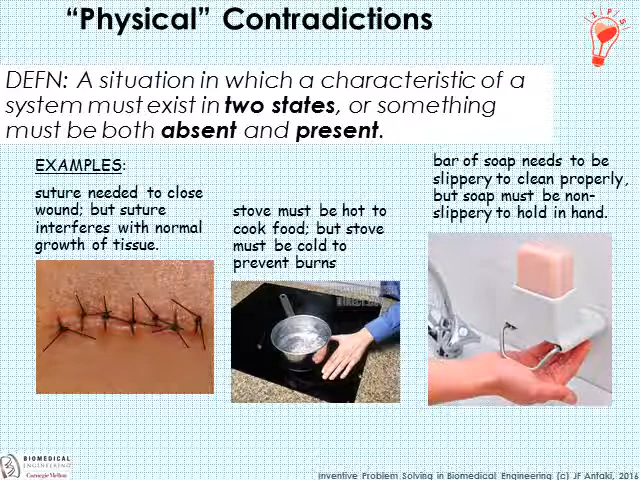 “Physical” Contradictions
I P S
DEFN: A situation in which a characteristic of a
system must exist in two states, or something
must be both absent and present.
EXAMPLES:
suture needed to close
wound; but suture
interferes with normal
growth of tissue.
stove must be hot to
cook food; but stove
must be cold to
prevent burns
bar of soap needs to be
slippery to clean properly,
but soap must be non-
slippery to hold in hand.
BIOMEDICAL
ENGINEERING
Carnegie Mellon
Inventive Problem Solving in Biomedical Engineering (c) JF Antaki, 2016